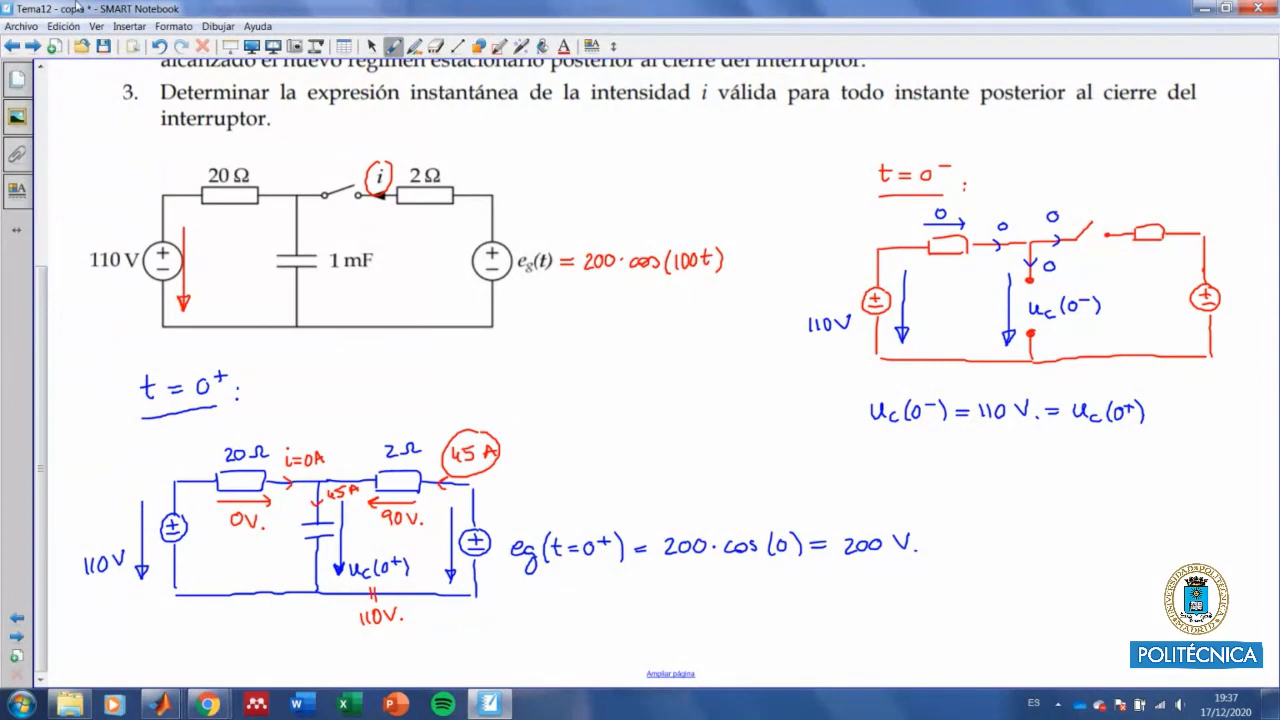 Tema12 - copia * - SMART Notebook
Archivo Edición Ver Insertar Formato Dibujar Ayuda
alcanzado el nuevo régimen estacionario posterior al cierre del interruptor.
3. Determinar la expresión instantánea de la intensidad i válida para todo instante posterior al cierre del
interruptor.
20 Ω
i
2 Ω
110 V
1 mF
eg(t) = 200·cos(100t)
t = 0⁻ :
0
0
0
0
110V
uc(0⁻)
uc(0⁻) = 110 V. = uc(0⁺)
t = 0⁺ :
20Ω
i=0A
2Ω
45 A
45A
0V.
90V.
110V
uc(0⁺)
110V.
eg(t=0⁺) = 200·cos(0) = 200 V.
UNIVERSIDAD POLITÉCNICA
MADRID
POLITÉCNICA
Ampliar página
ES
19:37
17/12/2020